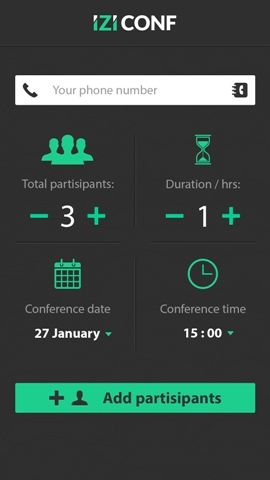 IZI CONF
Your phone number
Total partisipants:
Duration / hrs:
3
1
Conference date
Conference time
27 January
15 : 00
Add partisipants